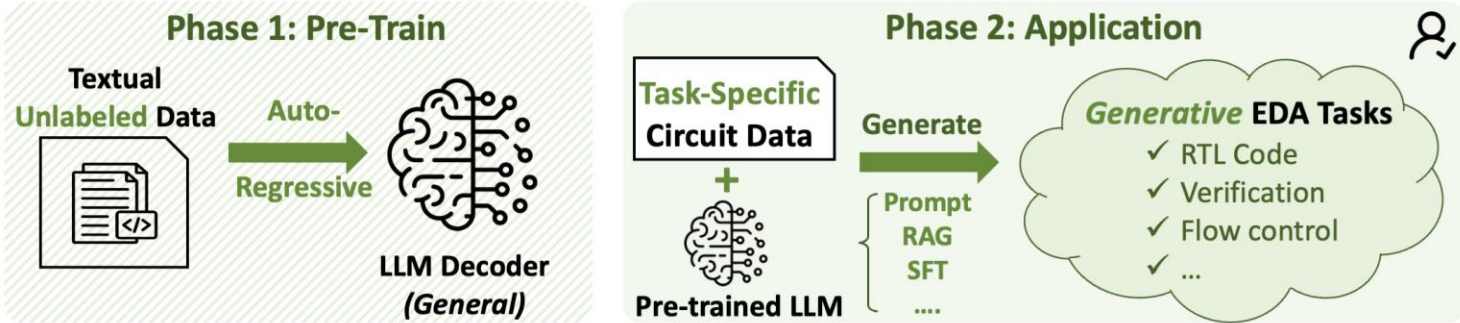 Phase 1: Pre-Train
Textual
Unlabeled Data
</>
Auto-
Regressive
LLM Decoder
(General)
Phase 2: Application
Task-Specific
Circuit Data
+
Pre-trained LLM
Generate
Prompt
RAG
SFT
....
Generative EDA Tasks
✓ RTL Code
✓ Verification
✓ Flow control
✓ ...